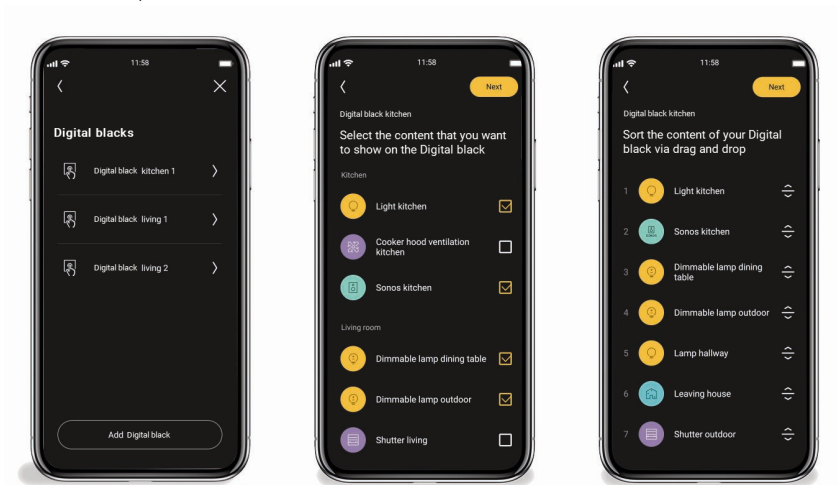 11:58
Digital blacks
Digital black kitchen 1
Digital black living 1
Digital black living 2
Add Digital black
11:58
Next
Digital black kitchen
Select the content that you want
to show on the Digital black
Kitchen
Light kitchen
Cooker hood ventilation
kitchen
Sonos kitchen
Living room
Dimmable lamp dining table
Dimmable lamp outdoor
Shutter living
11:58
Next
Digital black kitchen
Sort the content of your Digital
black via drag and drop
1 Light kitchen
2 Sonos kitchen
3 Dimmable lamp dining
table
4 Dimmable lamp outdoor
5 Lamp hallway
6 Leaving house
7 Shutter outdoor